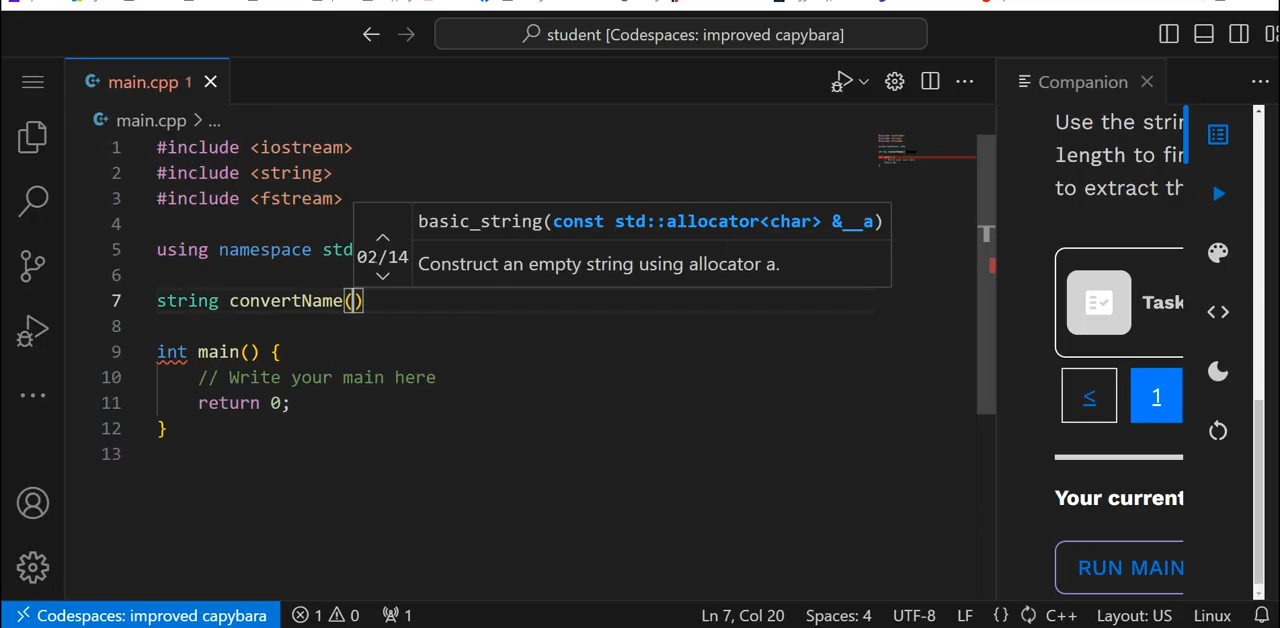 student [Codespaces: improved capybara]
main.cpp 1
Companion
main.cpp > ...
1 #include <iostream>
2 #include <string>
3 #include <fstream>
4
5 using namespace std
6
7 string convertName()
8
9 int main() {
10 // Write your main here
11 return 0;
12 }
13
basic_string(const std::allocator<char> &__a)
02/14
Construct an empty string using allocator a.
Use the
length to
to extract
Task
≤ 1
Your current
RUN MAIN
Codespaces: improved capybara 1 0 1 Ln 7, Col 20 Spaces: 4 UTF-8 LF {} C++ Layout: US Linux